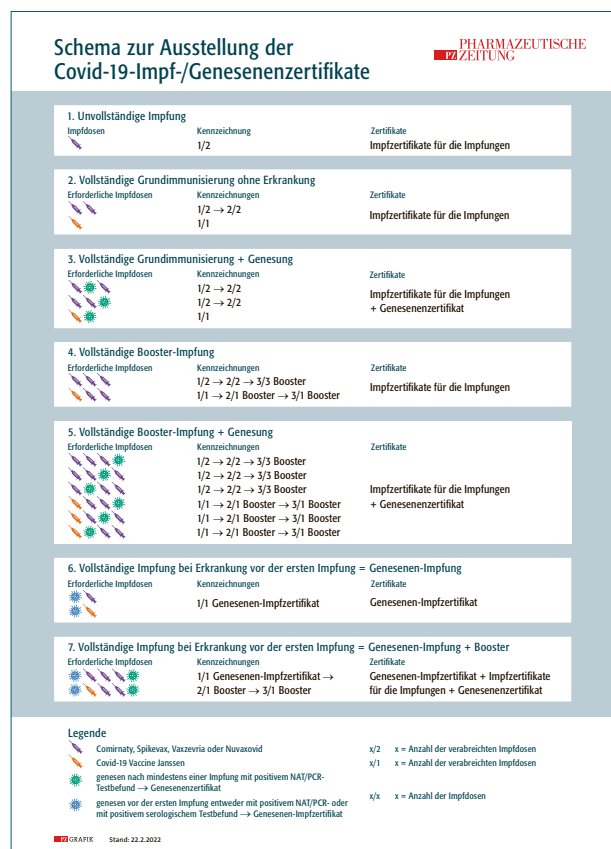 Schema zur Ausstellung der
Covid-19-Impf-/Genesenenzertifikate
PHARMAZEUTISCHE
PZ ZEITUNG
1. Unvollständige Impfung
Impfdosen Kennzeichnung Zertifikate
1/2 Impfzertifikate für die Impfungen
2. Vollständige Grundimmunisierung ohne Erkrankung
Erforderliche Impfdosen Kennzeichnungen Zertifikate
1/2 → 2/2
1/1
Impfzertifikate für die Impfungen
3. Vollständige Grundimmunisierung + Genesung
Erforderliche Impfdosen Kennzeichnungen Zertifikate
1/2 → 2/2
1/2 → 2/2
1/1
Impfzertifikate für die Impfungen
+ Genesenenzertifikat
4. Vollständige Booster-Impfung
Erforderliche Impfdosen Kennzeichnungen Zertifikate
1/2 → 2/2 → 3/3 Booster
1/1 → 2/1 Booster → 3/1 Booster
Impfzertifikate für die Impfungen
5. Vollständige Booster-Impfung + Genesung
Erforderliche Impfdosen Kennzeichnungen Zertifikate
1/2 → 2/2 → 3/3 Booster
1/2 → 2/2 → 3/3 Booster
1/2 → 2/2 → 3/3 Booster
1/1 → 2/1 Booster → 3/1 Booster
1/1 → 2/1 Booster → 3/1 Booster
1/1 → 2/1 Booster → 3/1 Booster
Impfzertifikate für die Impfungen
+ Genesenenzertifikat
6. Vollständige Impfung bei Erkrankung vor der ersten Impfung = Genesenen-Impfung
Erforderliche Impfdosen Kennzeichnungen Zertifikate
1/1 Genesenen-Impfzertifikat Genesenen-Impfzertifikat
7. Vollständige Impfung bei Erkrankung vor der ersten Impfung = Genesenen-Impfung + Booster
Erforderliche Impfdosen Kennzeichnungen Zertifikate
1/1 Genesenen-Impfzertifikat →
2/1 Booster → 3/1 Booster
Genesenen-Impfzertifikat + Impfzertifikate
für die Impfungen + Genesenenzertifikat
Legende
Comirnaty, Spikevax, Vaxzevria oder Nuvaxovid x/2 x = Anzahl der verabreichten Impfdosen
Covid-19 Vaccine Janssen x/1 x = Anzahl der verabreichten Impfdosen
genesen nach mindestens einer Impfung mit positivem NAT/PCR-
Testbefund → Genesenenzertifikat
x/x x = Anzahl der Impfdosen
genesen vor der ersten Impfung entweder mit positivem NAT/PCR- oder
mit positivem serologischem Testbefund → Genesenen-Impfzertifikat
PZ GRAFIK Stand: 22.2.2022